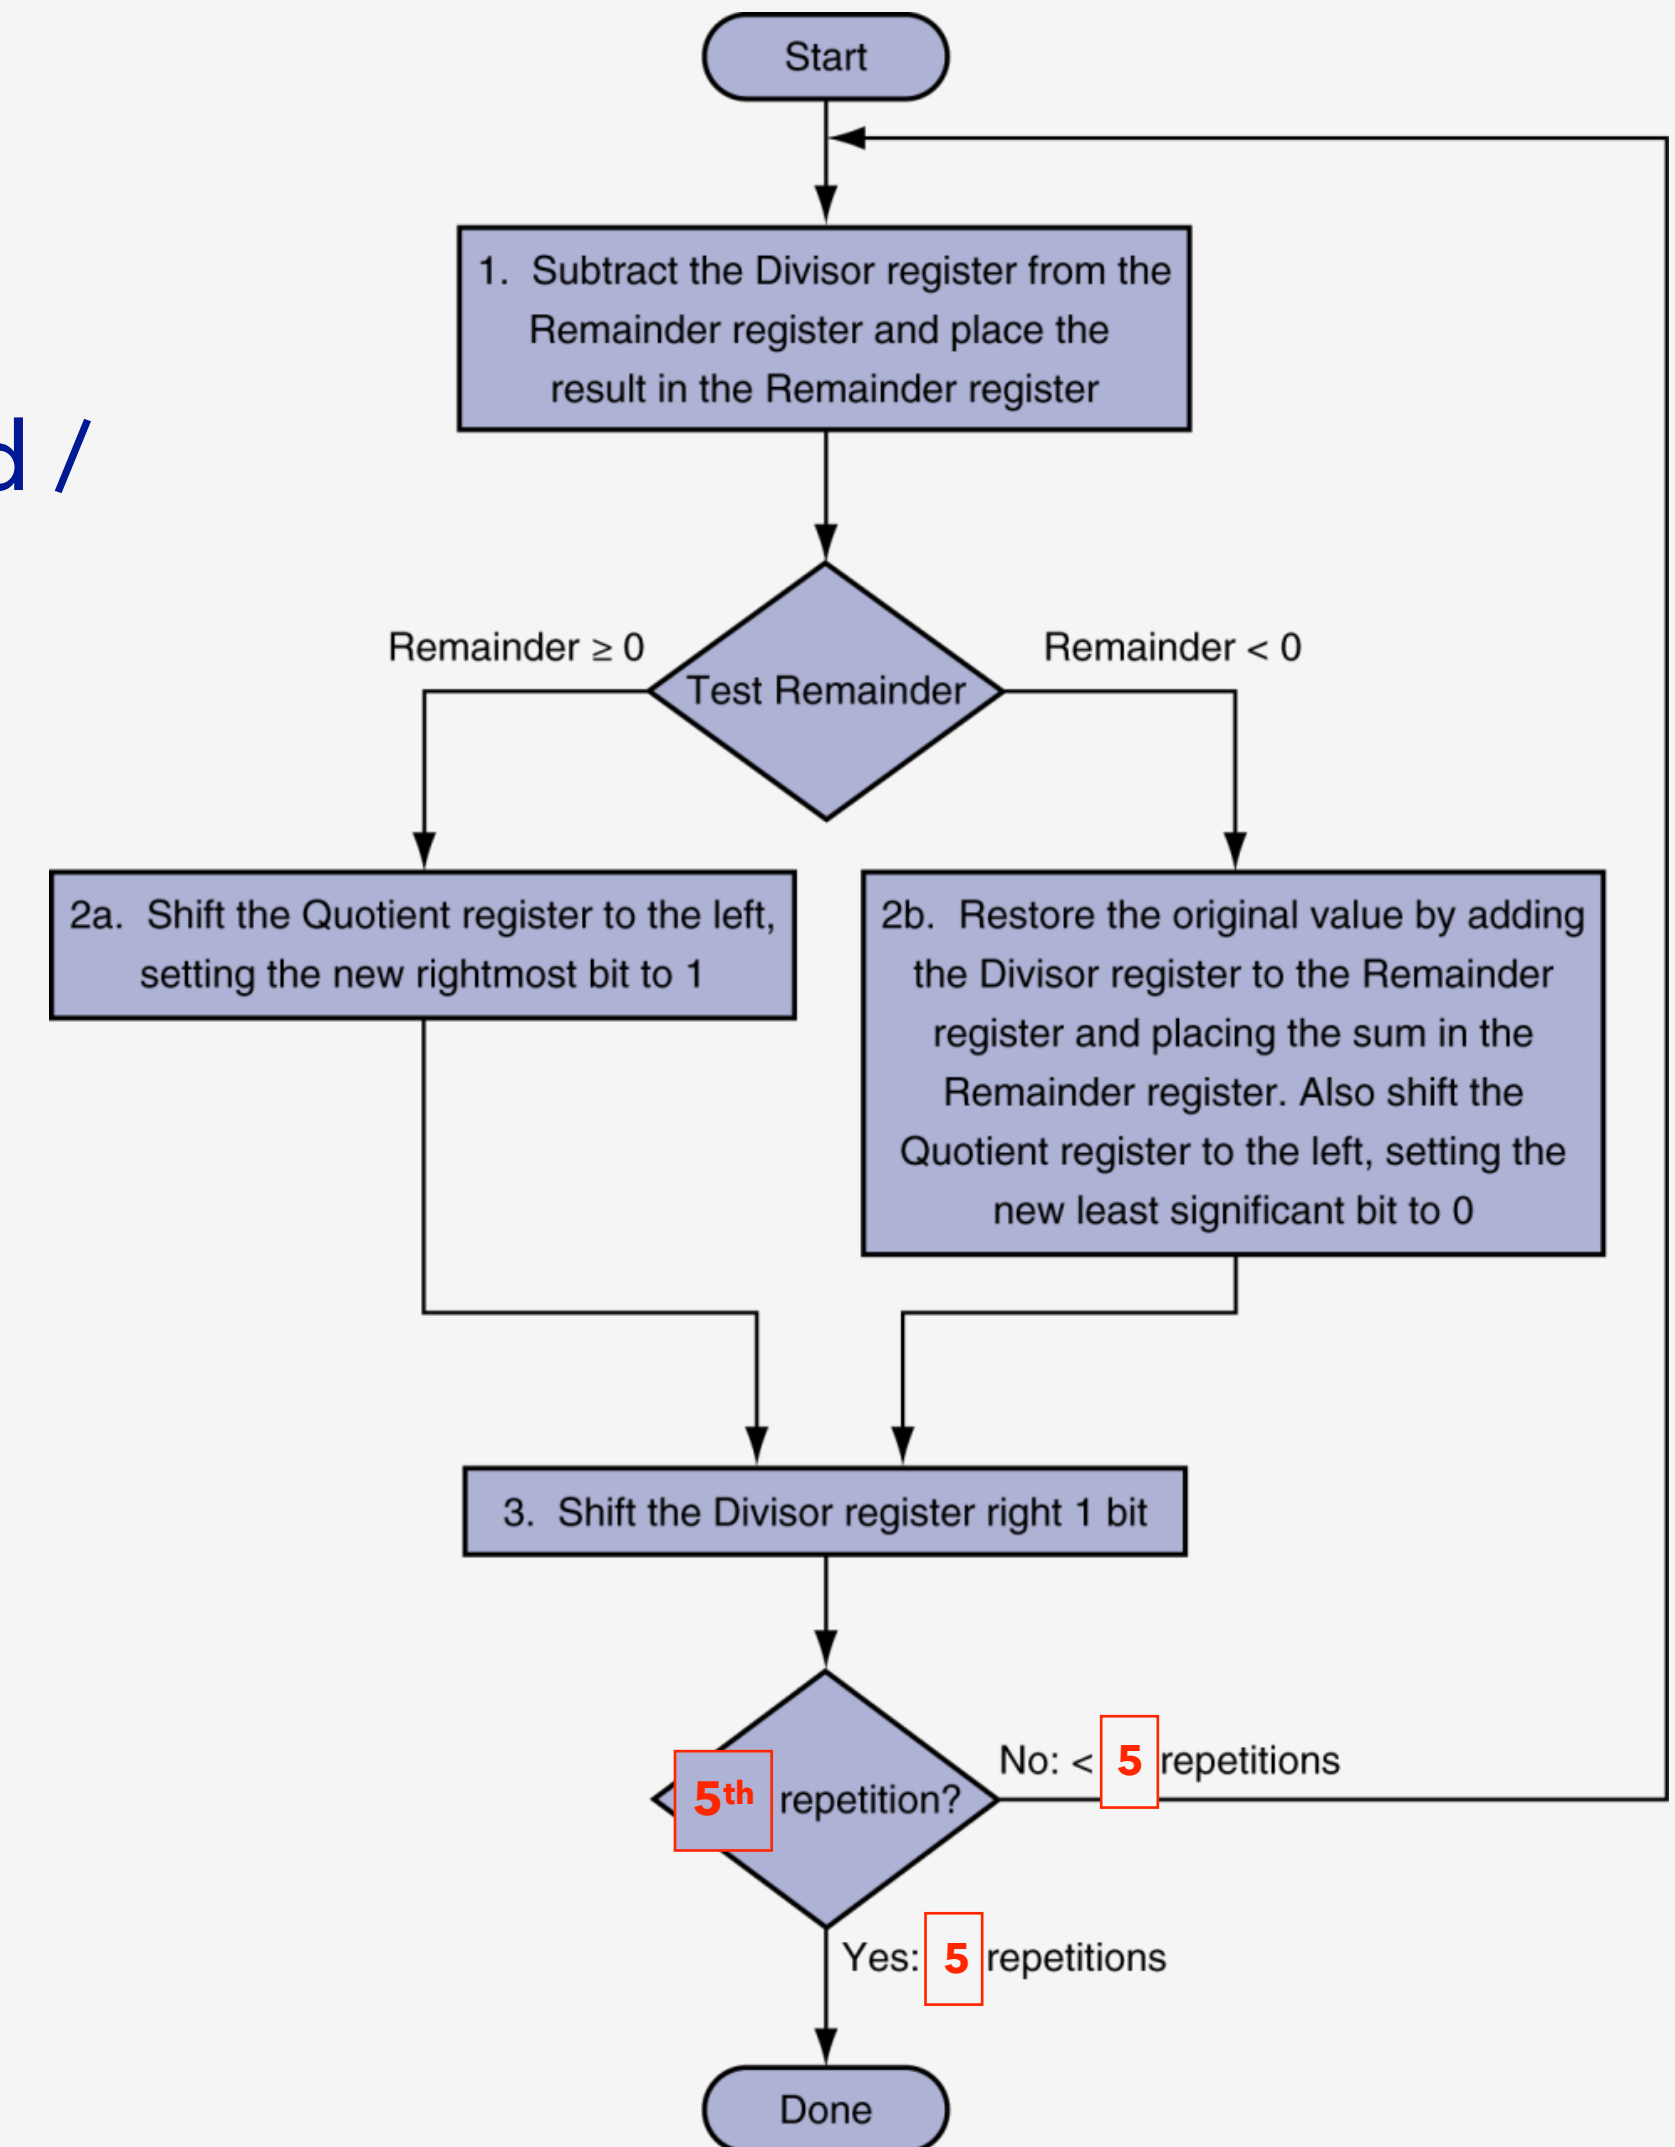 Start
1. Subtract the Divisor register from the
Remainder register and place the
result in the Remainder register
d /
Remainder ≥ 0
Remainder < 0
Test Remainder
2a. Shift the Quotient register to the left,
setting the new rightmost bit to 1
2b. Restore the original value by adding
the Divisor register to the Remainder
register and placing the sum in the
Remainder register. Also shift the
Quotient register to the left, setting the
new least significant bit to 0
3. Shift the Divisor register right 1 bit
No: < 5 repetitions
5th repetition?
Yes: 5 repetitions
Done